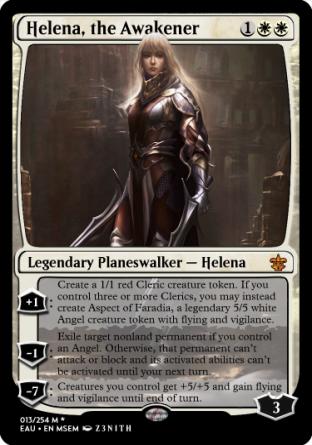 Helena, the Awakener 1
Legendary Planeswalker — Helena
Create a 1/1 red Cleric creature token. If you
control three or more Clerics, you may instead
+1: create Aspect of Faradia, a legendary 5/5 white
Angel creature token with flying and vigilance.
Exile target nonland permanent if you control
-1: an Angel. Otherwise, that permanent can't
attack or block and its activated abilities can't
be activated until your next turn.
-7: Creatures you control get +5/+5 and gain flying
and vigilance until end of turn.
3
013/254 M *
EAU • EN MSEM Z3N1TH